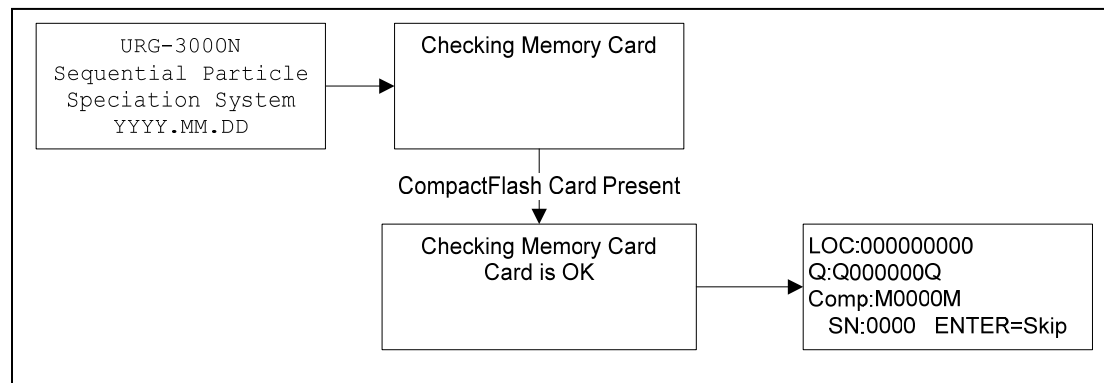 URG-3000N
Sequential Particle
Speciation System
YYYY.MM.DD
Checking Memory Card
CompactFlash Card Present
Checking Memory Card
Card is OK
LOC:000000000
Q:Q000000Q
Comp:M0000M
SN:0000 ENTER=Skip